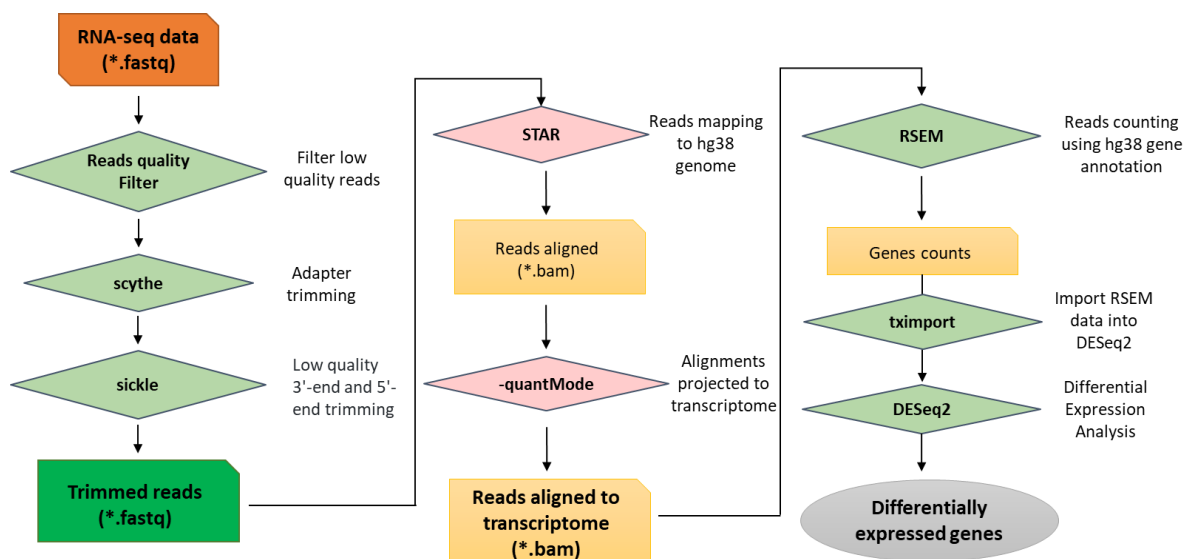 RNA-seq data
(*.fastq)
Reads quality
Filter
Filter low
quality reads
scythe
Adapter
trimming
sickle
Low quality
3'-end and 5'-
end trimming
Trimmed reads
(*.fastq)
STAR
Reads mapping
to hg38
genome
Reads aligned
(*.bam)
-quantMode
Alignments
projected to
transcriptome
Reads aligned to
transcriptome
(*.bam)
RSEM
Reads counting
using hg38 gene
annotation
Genes counts
tximport
Import RSEM
data into
DESeq2
DESeq2
Differential
Expression
Analysis
Differentially
expressed genes